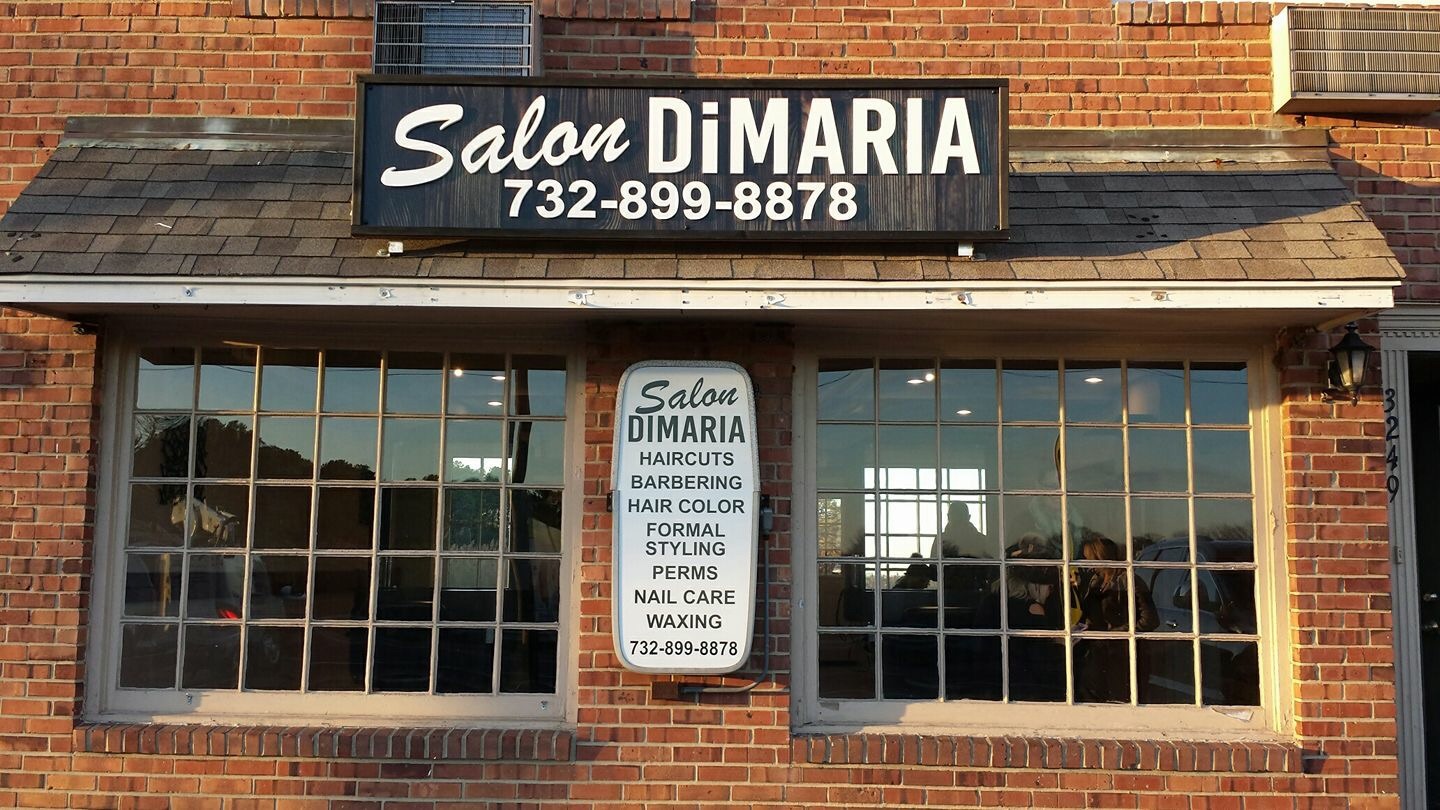 Salon DiMARIA
732-899-8878
Salon
DIMARIA
HAIRCUTS
BARBERING
HAIR COLOR
FORMAL
STYLING
PERMS
NAIL CARE
WAXING
732-899-8878
3249